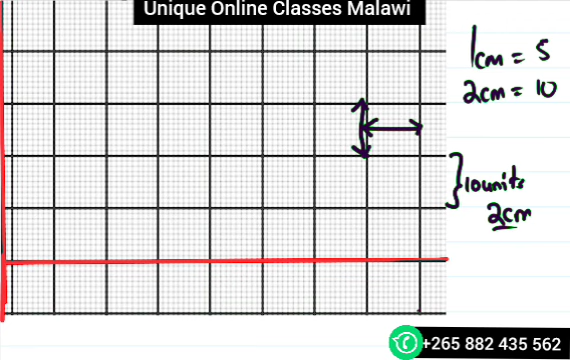 Unique Online Classes Malawi
1cm = 5
2cm = 10
10units
2cm
+265 882 435 562